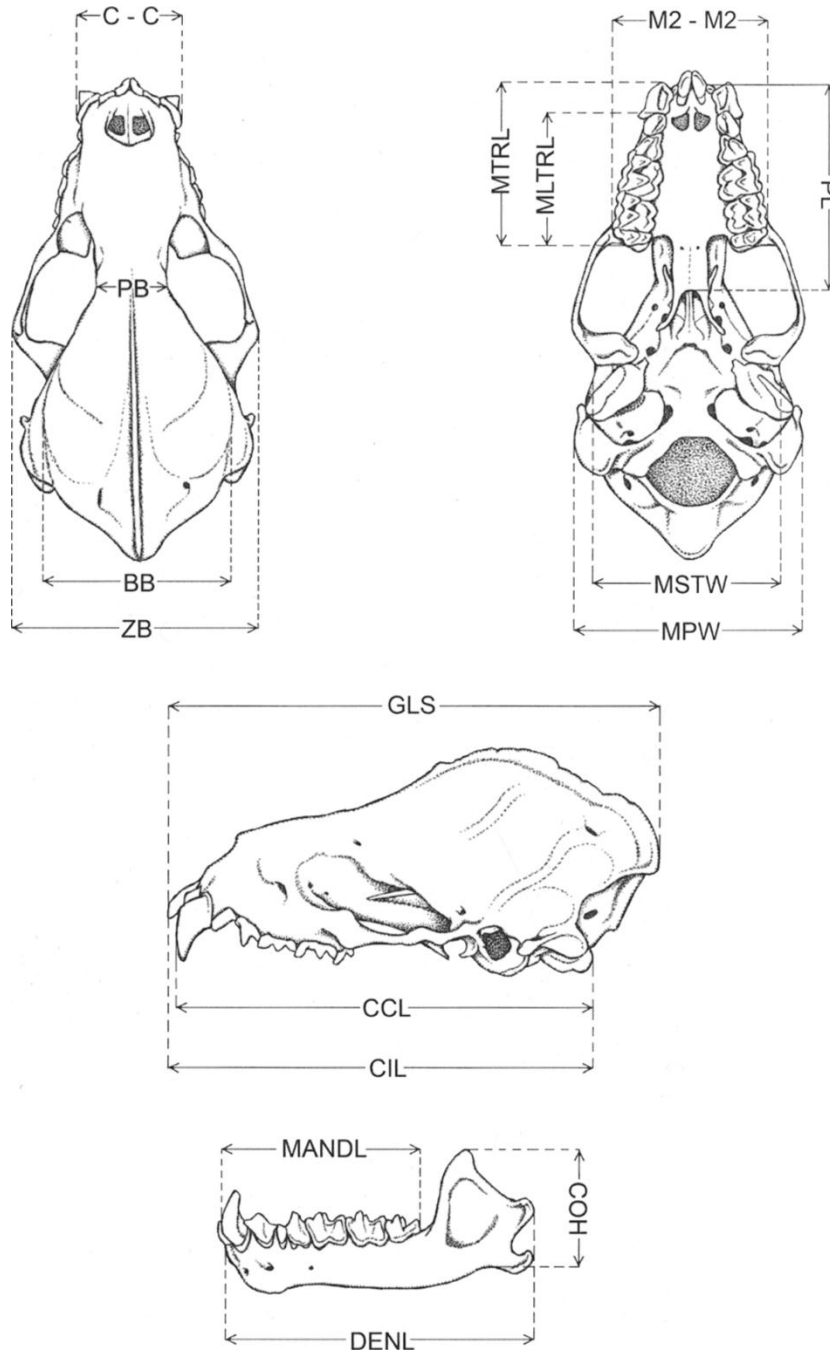 C - C
M2 - M2
MTRL
MLTRL
PL
PB
BB
MSTW
ZB
MPW
GLS
CCL
CIL
MANDL
COH
DENL